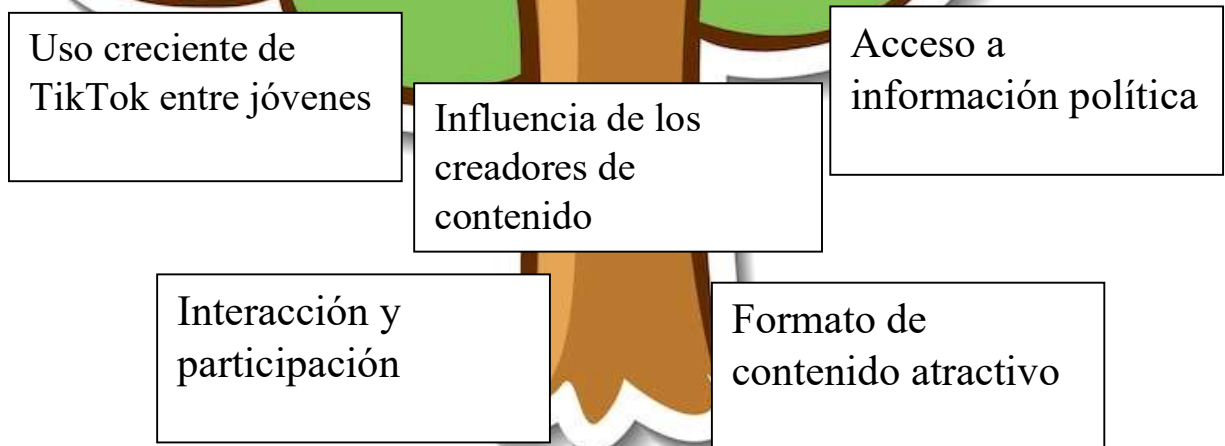 Uso creciente de
TikTok entre jóvenes
Influencia de los
creadores de
contenido
Acceso a
información política
Interacción y
participación
Formato de
contenido atractivo